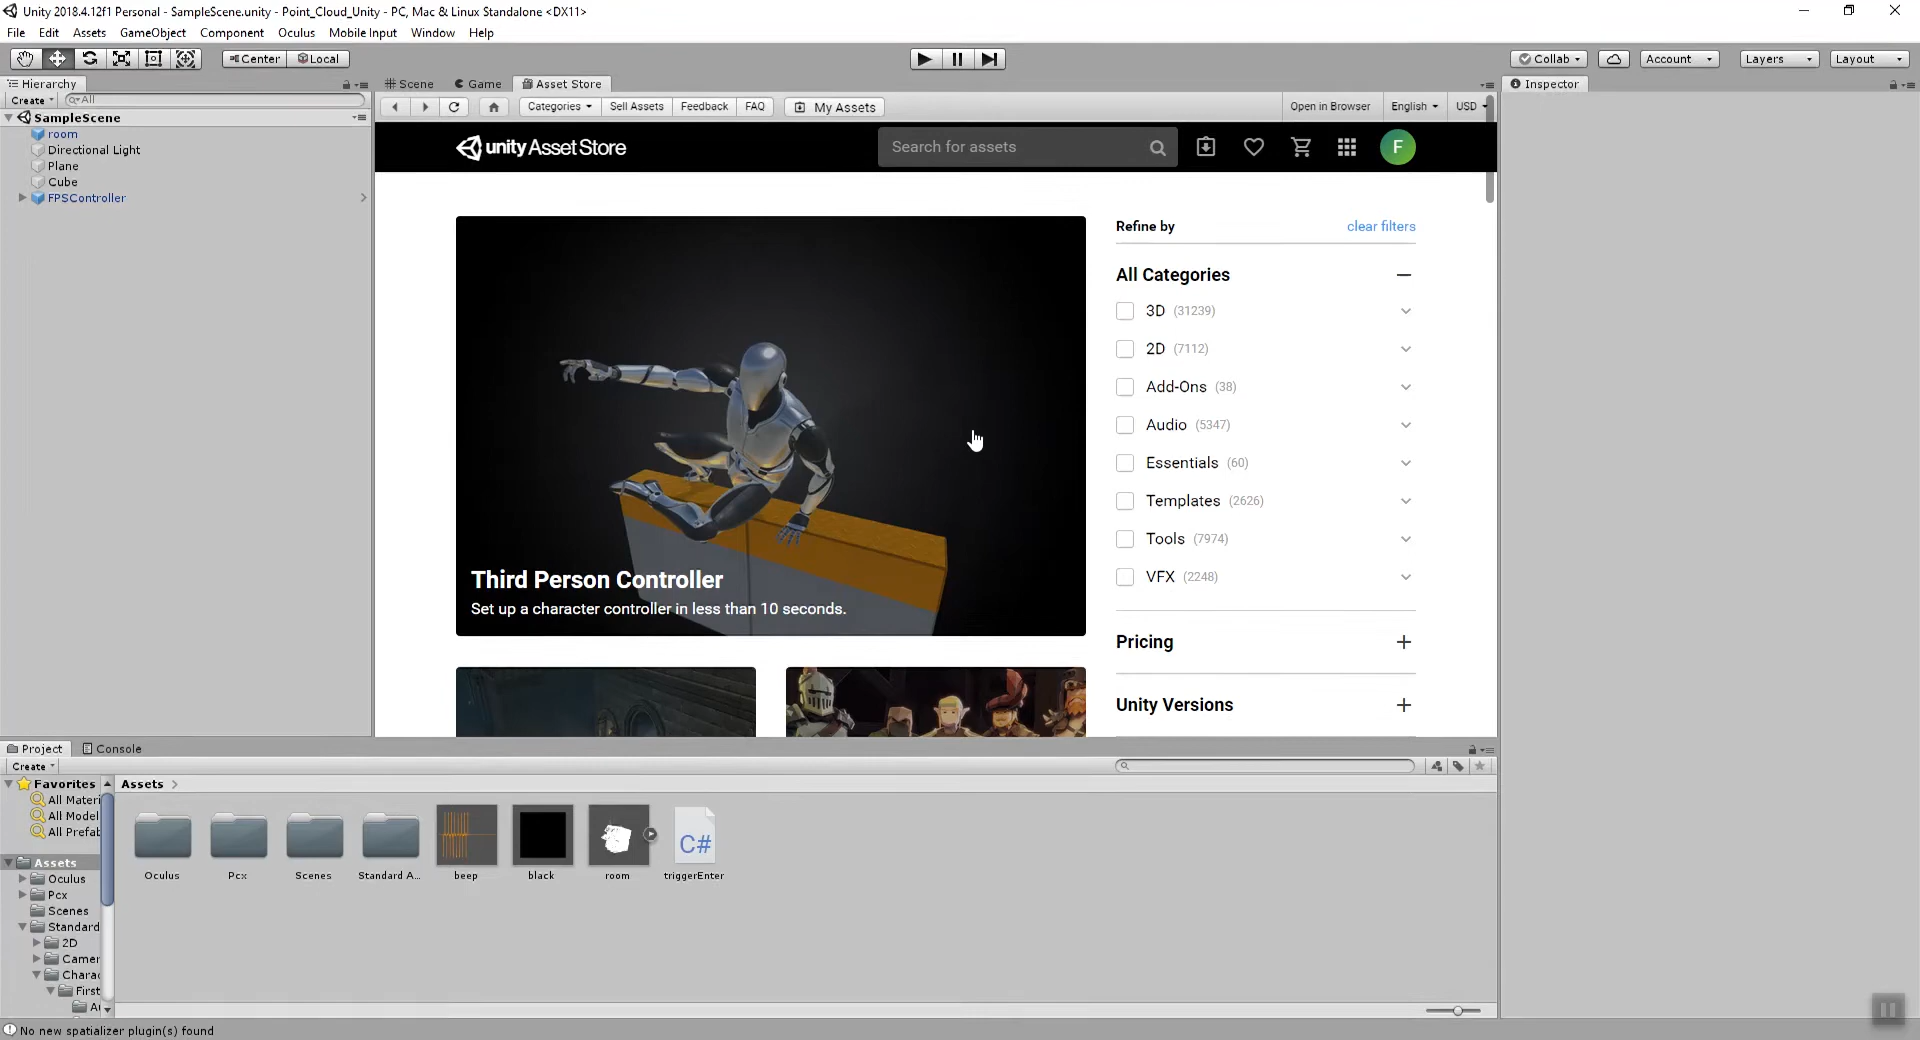 Unity 2018.4.12f1 Personal - SampleScene.unity - Point_Cloud_Unity - PC, Mac & Linux Standalone <DX11>
File Edit Assets GameObject Component Oculus Mobile Input Window Help
Center Local
Collab Account Layers Layout
Hierarchy
Scene Game Asset Store
Inspector
Create All
Categories Sell Assets Feedback FAQ My Assets
Open in Browser English USD
SampleScene
room
Directional Light
Plane
Cube
FPSController
unity Asset Store
Search for assets
F
Refine by clear filters
All Categories
3D (31239)
2D (7112)
Add-Ons (38)
Audio (5347)
Essentials (60)
Templates (2626)
Tools (7974)
VFX (2248)
Third Person Controller
Set up a character controller in less than 10 seconds.
Pricing
Unity Versions
Project Console
Create
Favorites
All Materi
All Model
All Prefab
Assets
Oculus
Pcx
Scenes
Standard
2D
Camer
Charac
First
Assets
C#
Oculus Pcx Scenes Standard A... beep black room triggerEnter
No new spatializer plugin(s) found